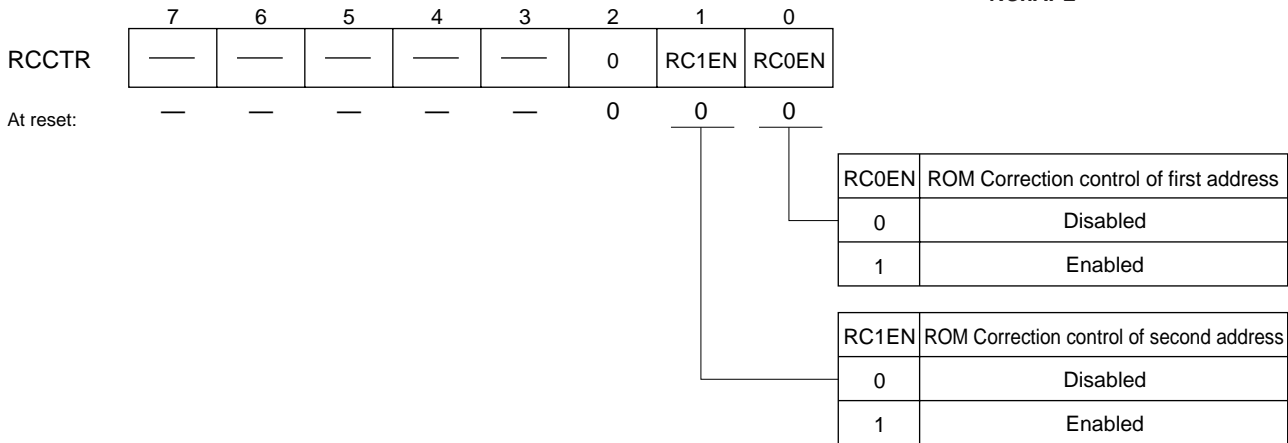 7 6 5 4 3 2 1 0
RCCTR — — — — — 0 RC1EN RC0EN
At reset: — — — — — 0 0 0
RC0EN ROM Correction control of first address
0 Disabled
1 Enabled
RC1EN ROM Correction control of second address
0 Disabled
1 Enabled